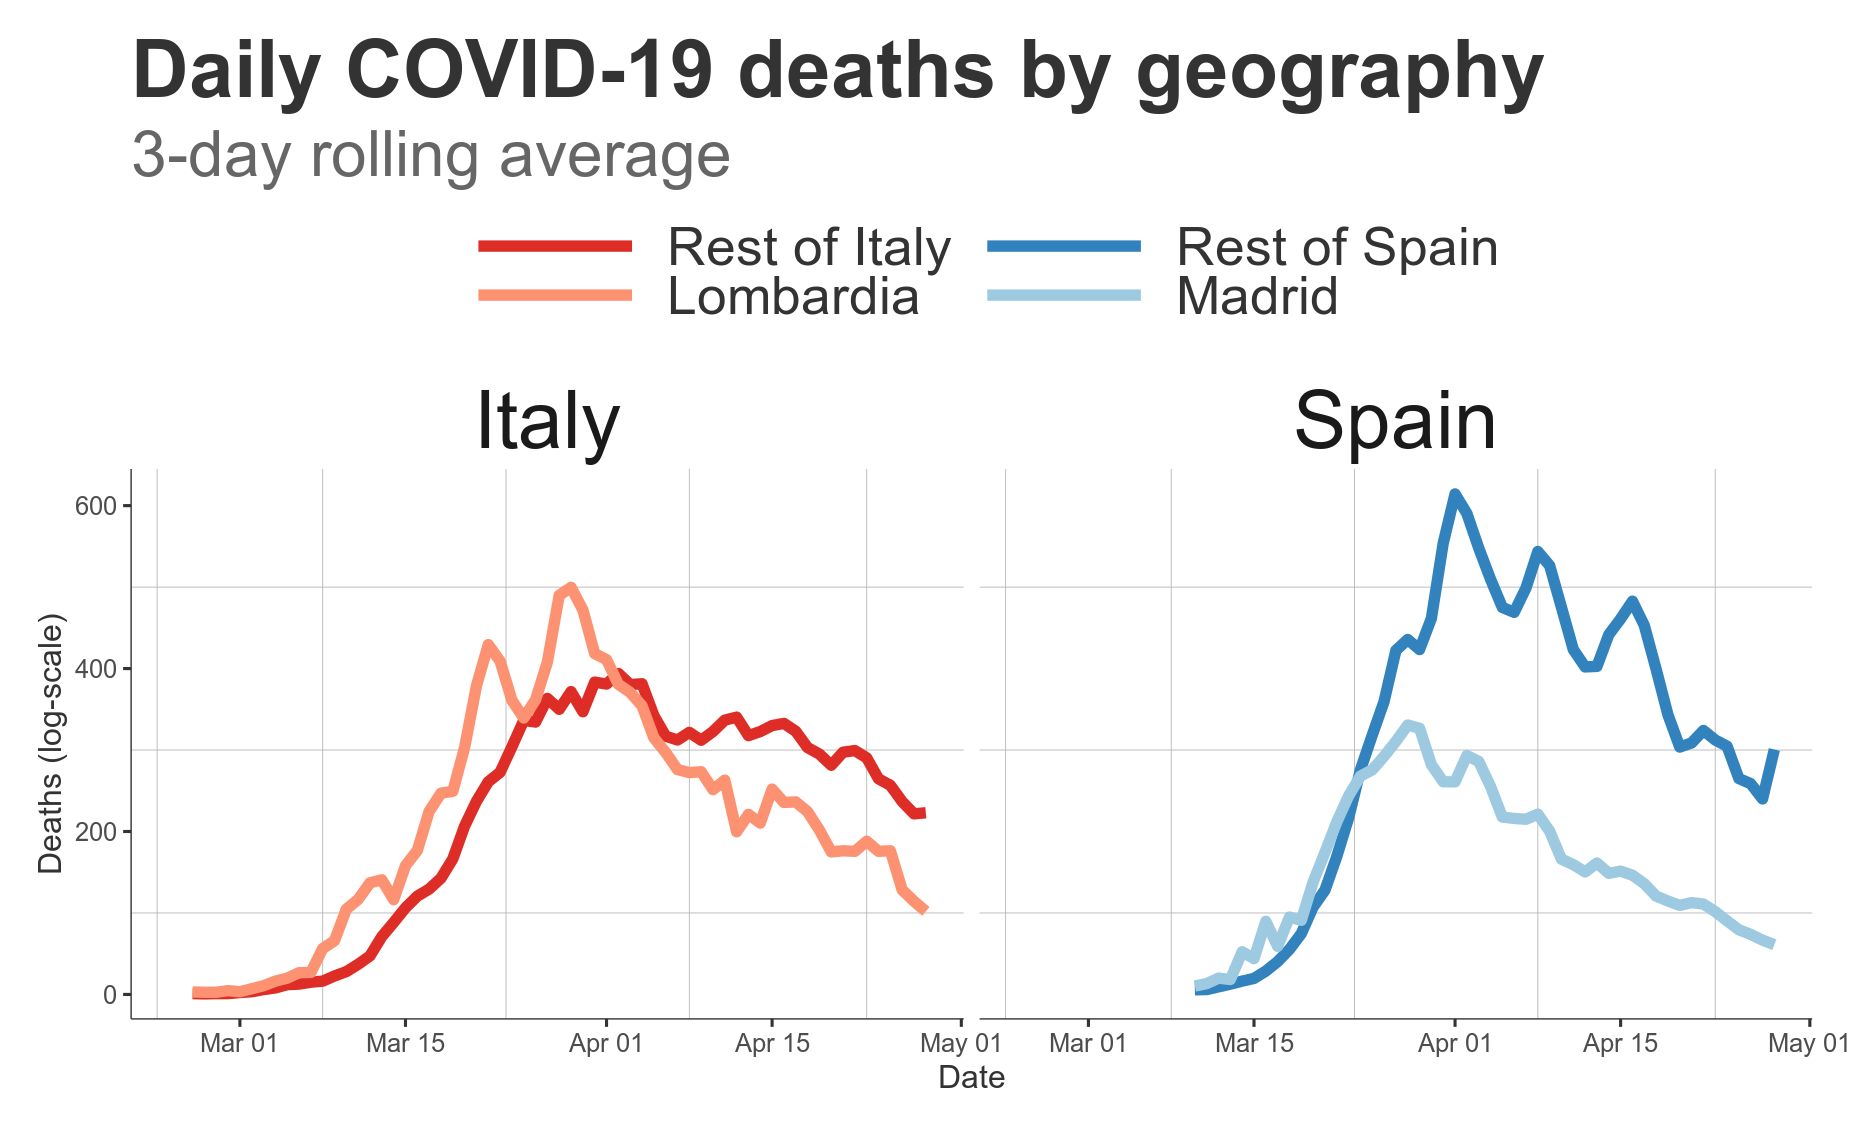 Daily COVID-19 deaths by geography
3-day rolling average
Rest of Italy
Rest of Spain
Lombardia
Madrid
Italy
Spain
600
400
200
0
Deaths (log-scale)
Mar 01
Mar 15
Apr 01
Apr 15
May 01
Mar 01
Mar 15
Apr 01
Apr 15
May 01
Date